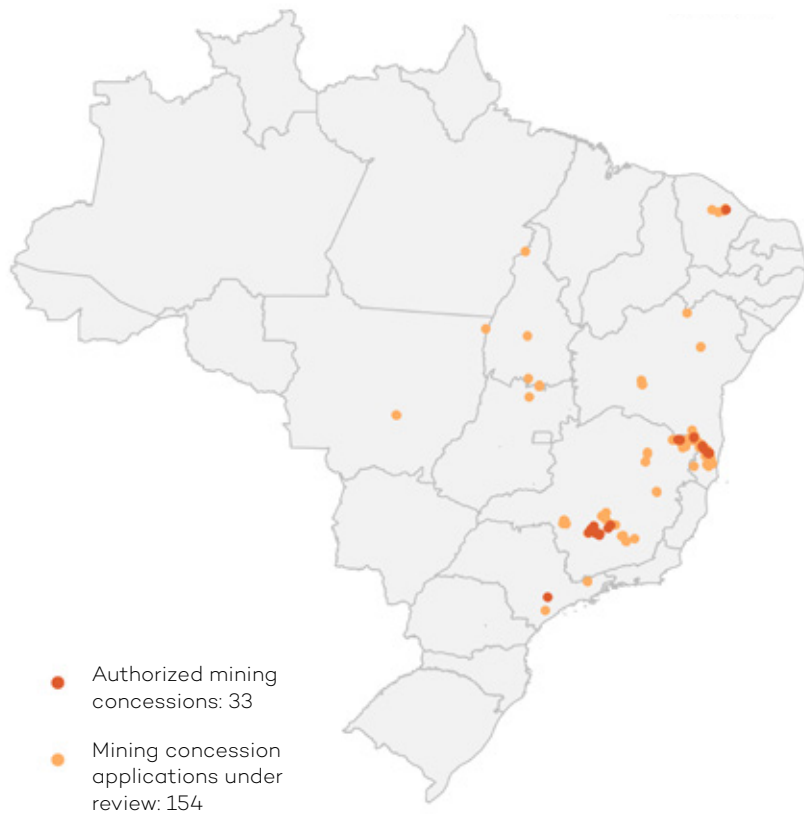 Authorized mining
concessions: 33
Mining concession
applications under
review: 154